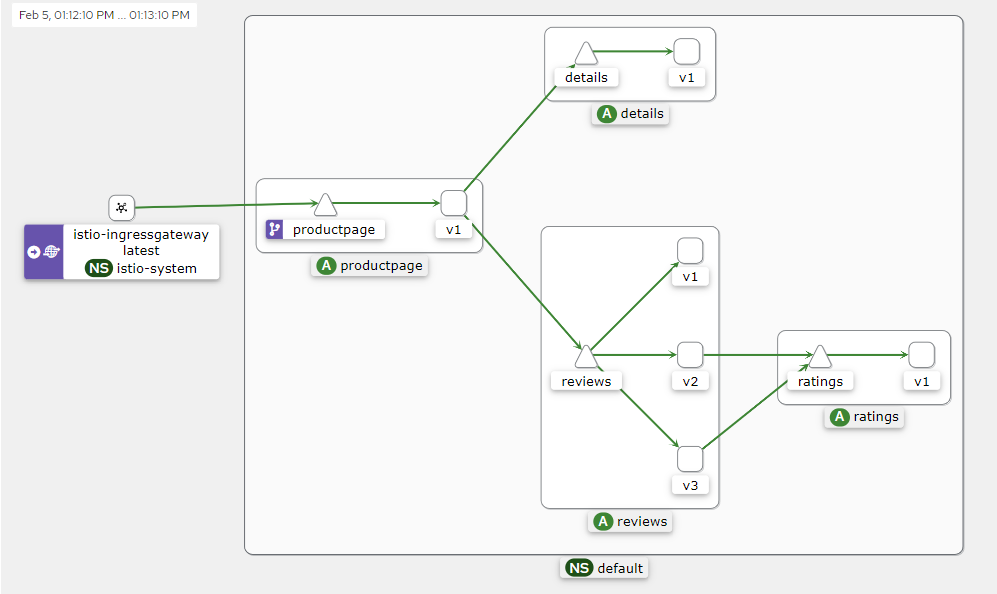 Feb 5, 01:12:10 PM ... 01:13:10 PM
details
v1
A details
istio-ingressgateway
latest
NS istio-system
productpage
v1
A productpage
v1
reviews
v2
v3
A reviews
ratings
v1
A ratings
NS default